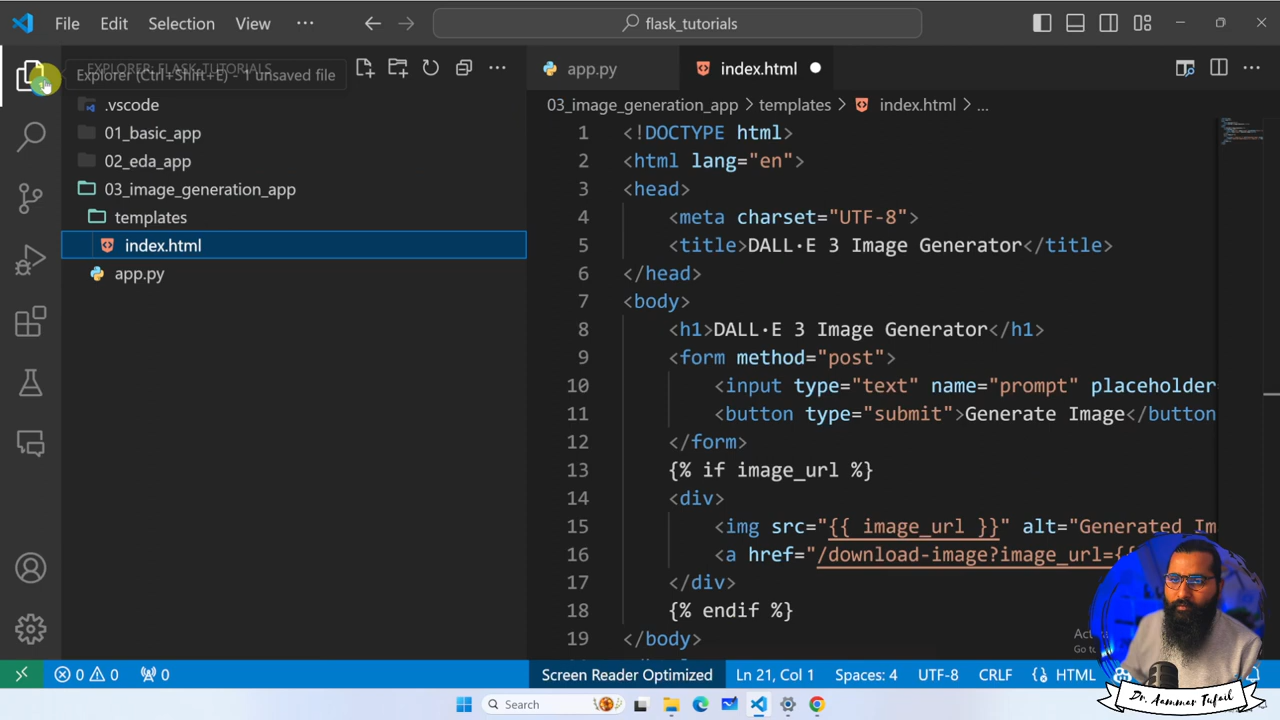 File Edit Selection View ··· flask_tutorials
EXPLORER: FLASK_TUTORIALS
Explorer (Ctrl+Shift+E) - 1 unsaved file
.vscode
01_basic_app
02_eda_app
03_image_generation_app
templates
index.html
app.py
app.py index.html
03_image_generation_app > templates > index.html > ...
1 <!DOCTYPE html>
2 <html lang="en">
3 <head>
4 <meta charset="UTF-8">
5 <title>DALL·E 3 Image Generator</title>
6 </head>
7 <body>
8 <h1>DALL·E 3 Image Generator</h1>
9 <form method="post">
10 <input type="text" name="prompt" placeholder
11 <button type="submit">Generate Image</button
12 </form>
13 {% if image_url %}
14 <div>
15 <img src="{{ image_url }}" alt="Generated Im
16 <a href="/download-image?image_url={{
17 </div>
18 {% endif %}
19 </body>
Go to
0 0 0 Screen Reader Optimized Ln 21, Col 1 Spaces: 4 UTF-8 CRLF HTML
Search
Dr. Aammar Tufail